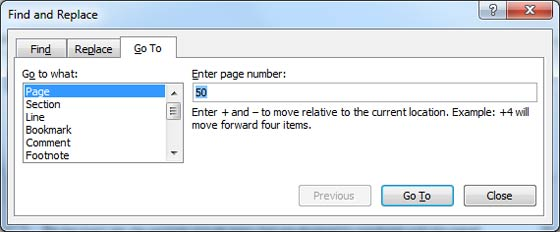 Find and Replace
Find Replace Go To
Go to what:
Page
Section
Line
Bookmark
Comment
Footnote
Enter page number:
50
Enter + and – to move relative to the current location. Example: +4 will
move forward four items.
Previous Go To Close